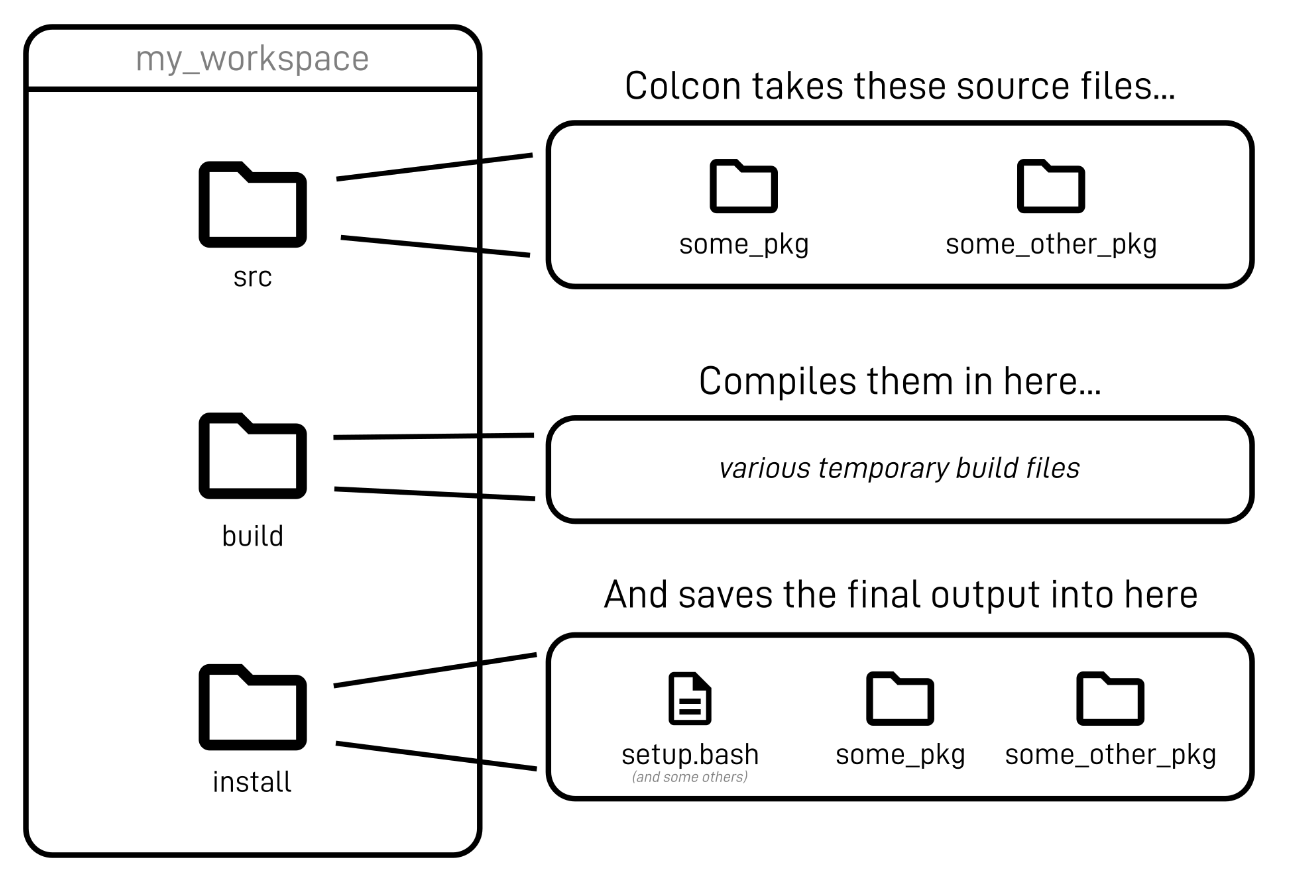 my_workspace
Colcon takes these source files...
some_pkg
some_other_pkg
src
Compiles them in here...
various temporary build files
build
And saves the final output into here
setup.bash
(and some others)
some_pkg
some_other_pkg
install